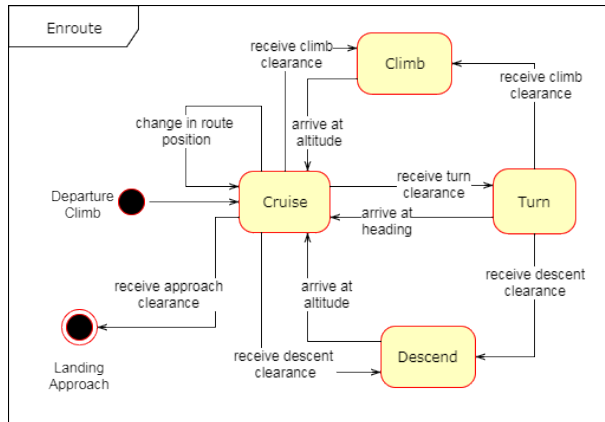 Enroute
receive climb
clearance
Climb
receive climb
clearance
change in route
position
arrive at
altitude
Departure
Climb
Cruise
receive turn
clearance
Turn
arrive at
heading
receive approach
clearance
arrive at
altitude
receive descent
clearance
Landing
Approach
receive descent
clearance
Descend